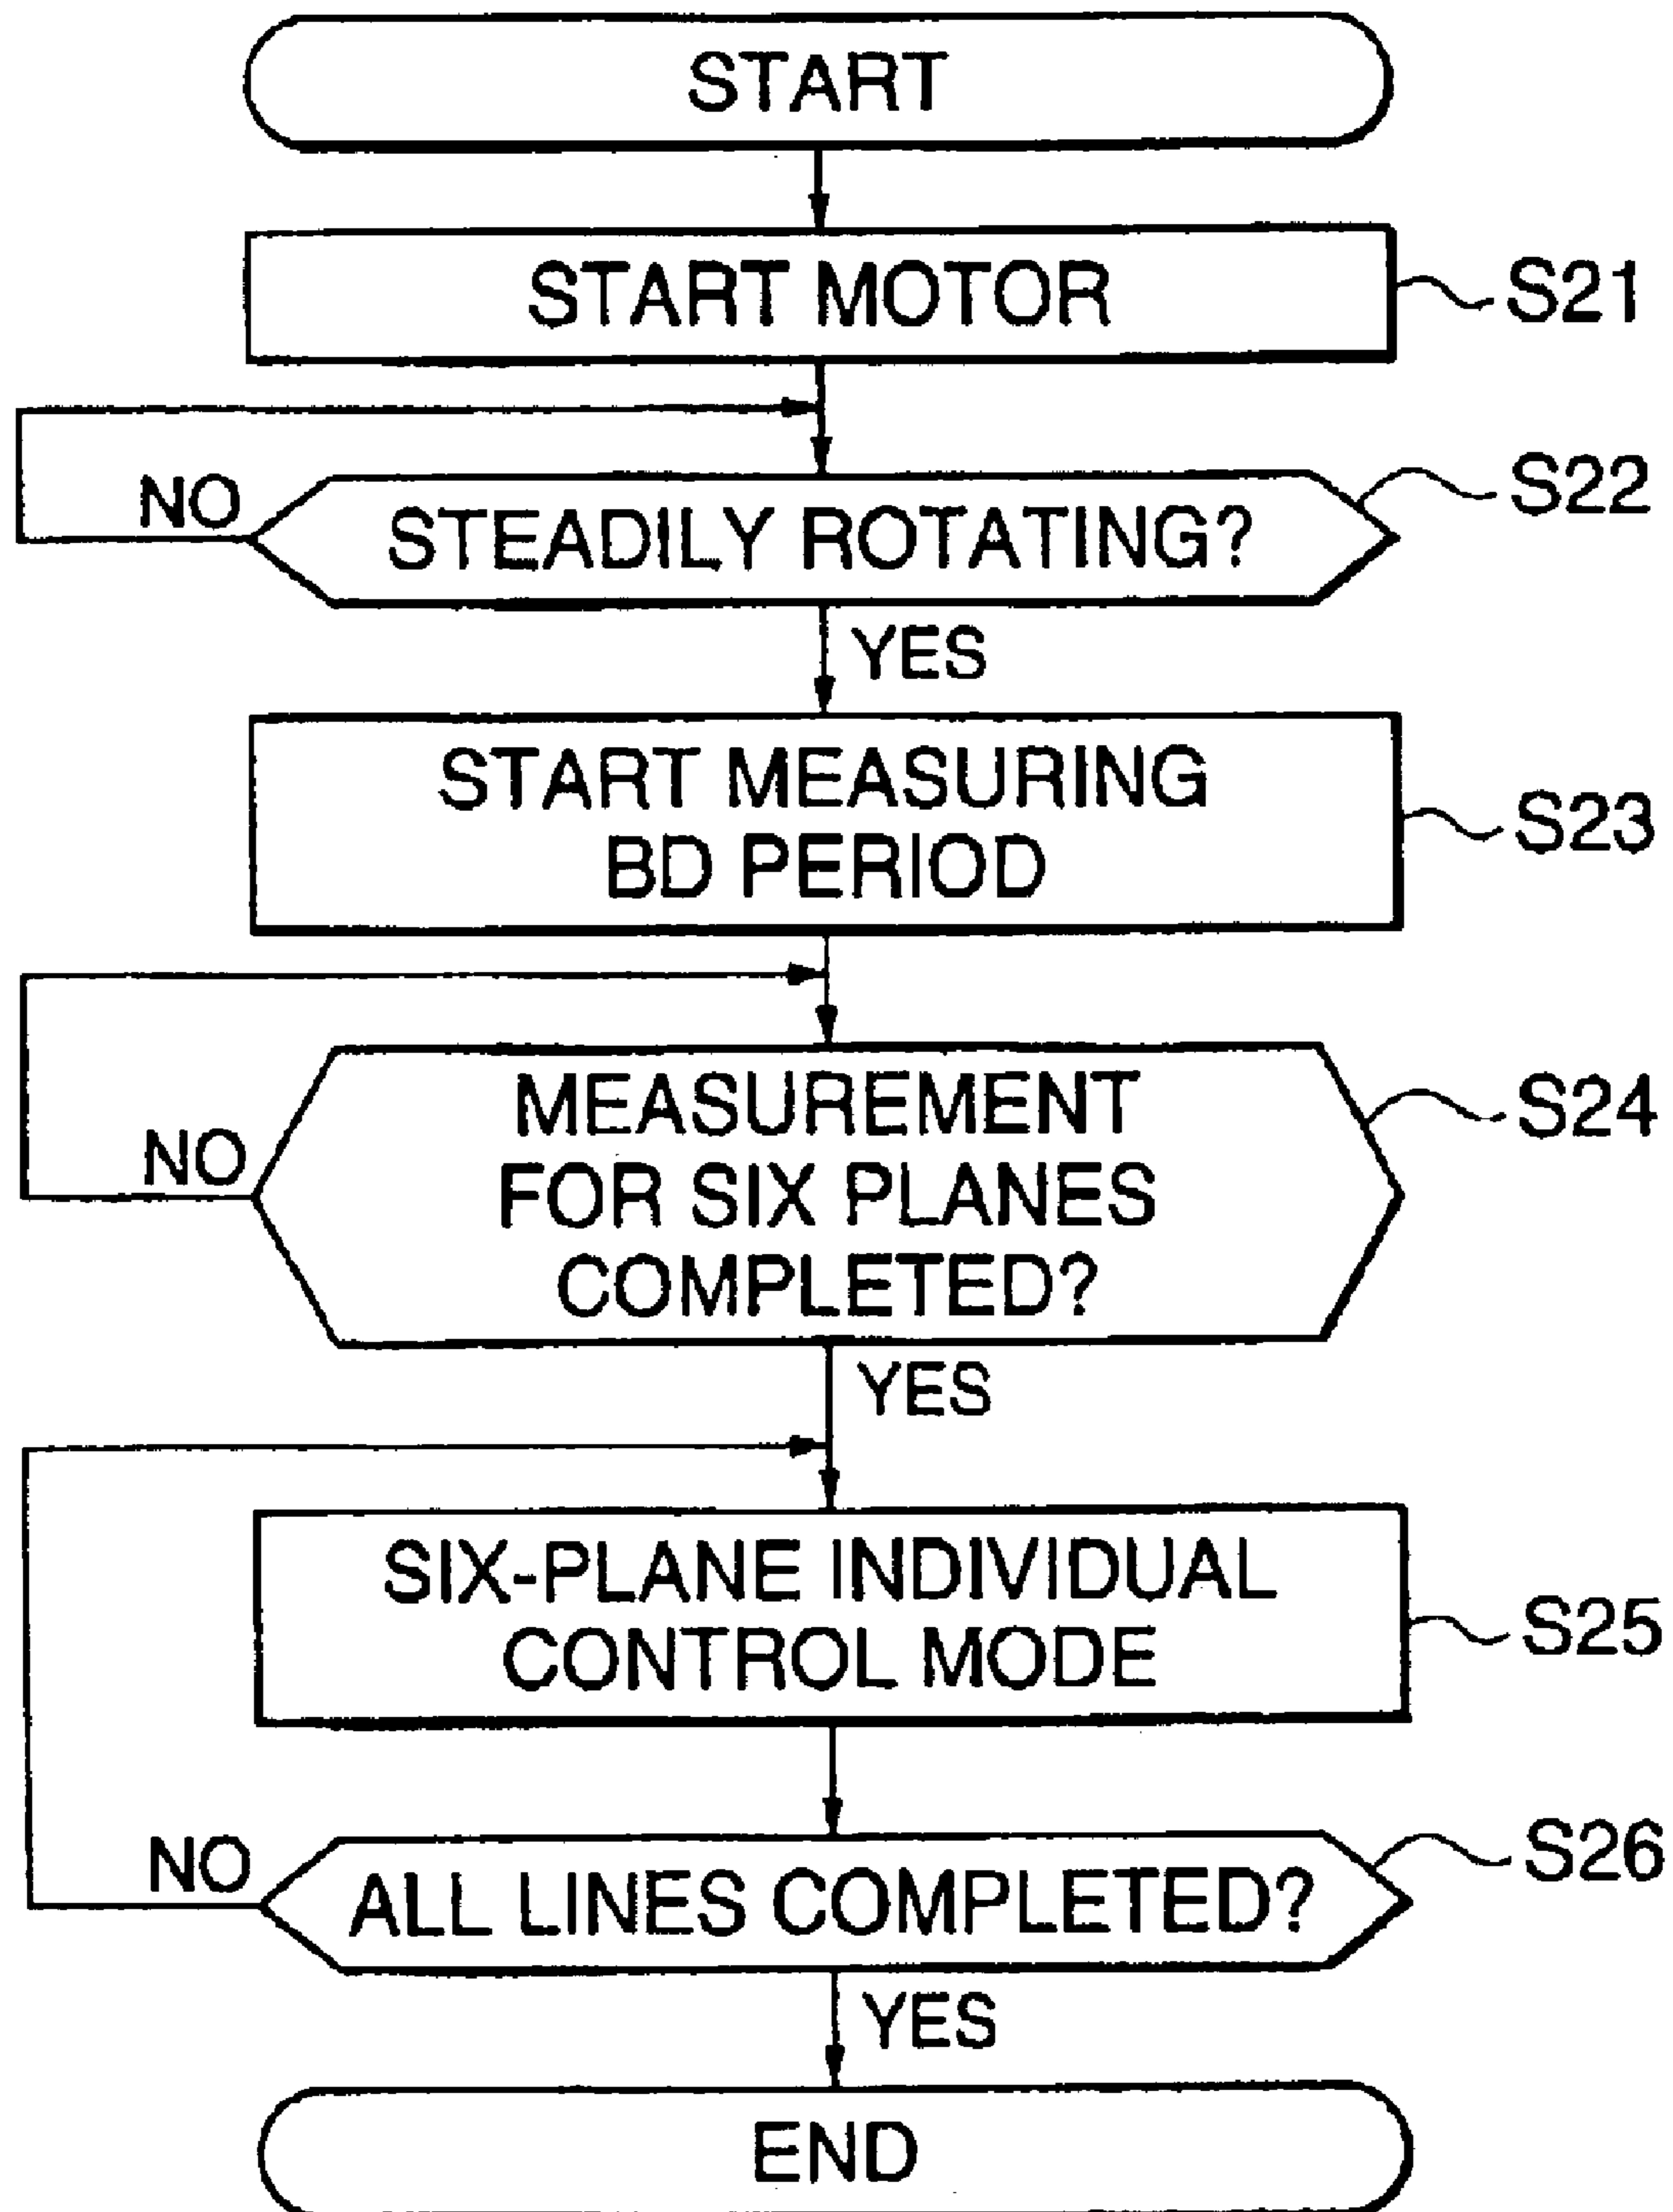 START
START MOTOR
S21
NO
STEADILY ROTATING?
S22
YES
START MEASURING
BD PERIOD
S23
NO
MEASUREMENT
FOR SIX PLANES
COMPLETED?
S24
YES
SIX-PLANE INDIVIDUAL
CONTROL MODE
S25
NO
ALL LINES COMPLETED?
S26
YES
END